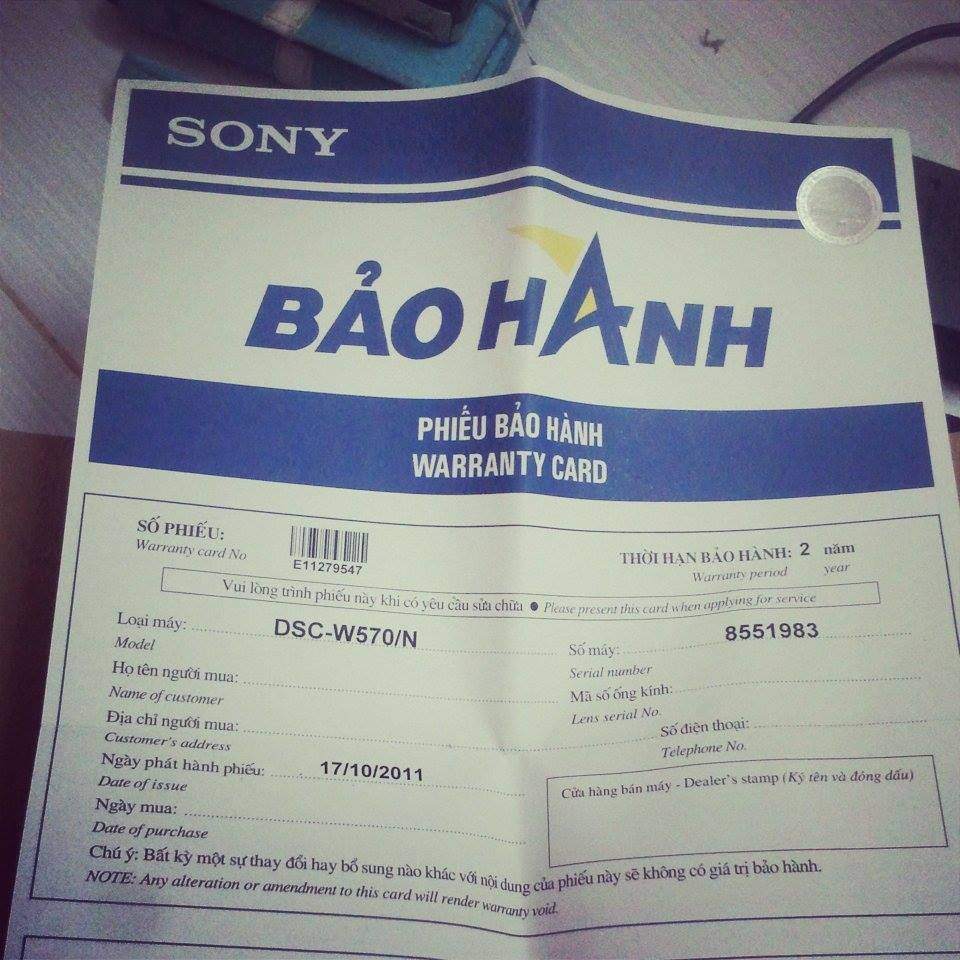 SONY
BẢO HÀNH
PHIẾU BẢO HÀNH
WARRANTY CARD
SỐ PHIẾU:
Warranty card No
E11279547
THỜI HẠN BẢO HÀNH: 2 năm
Warranty period year
Vui lòng trình phiếu này khi có yêu cầu sửa chữa ● Please present this card when applying for service
Loại máy: DSC-W570/N
Model
Số máy: 8551983
Serial number
Họ tên người mua:
Name of customer
Mã số ống kính:
Lens serial No.
Địa chỉ người mua:
Customer's address
Số điện thoại:
Telephone No.
Ngày phát hành phiếu: 17/10/2011
Date of issue
Cửa hàng bán máy - Dealer's stamp (Ký tên và đóng dấu)
Ngày mua:
Date of purchase
Chú ý: Bất kỳ một sự thay đổi hay bổ sung nào khác với nội dung của phiếu này sẽ không có giá trị bảo hành.
NOTE: Any alteration or amendment to this card will render warranty void.